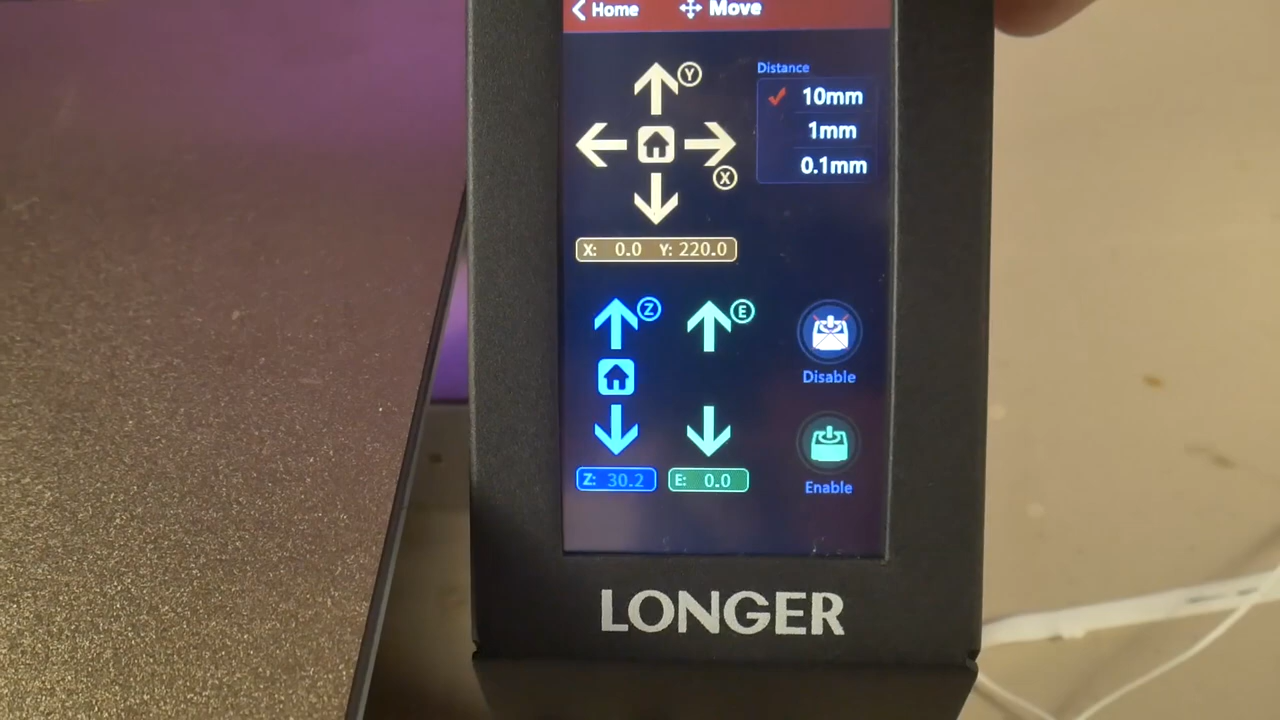 Home Move
Y
Distance
10mm
1mm
0.1mm
X
X: 0.0 Y: 220.0
Z
E
Disable
Z: 30.2
E: 0.0
Enable
LONGER